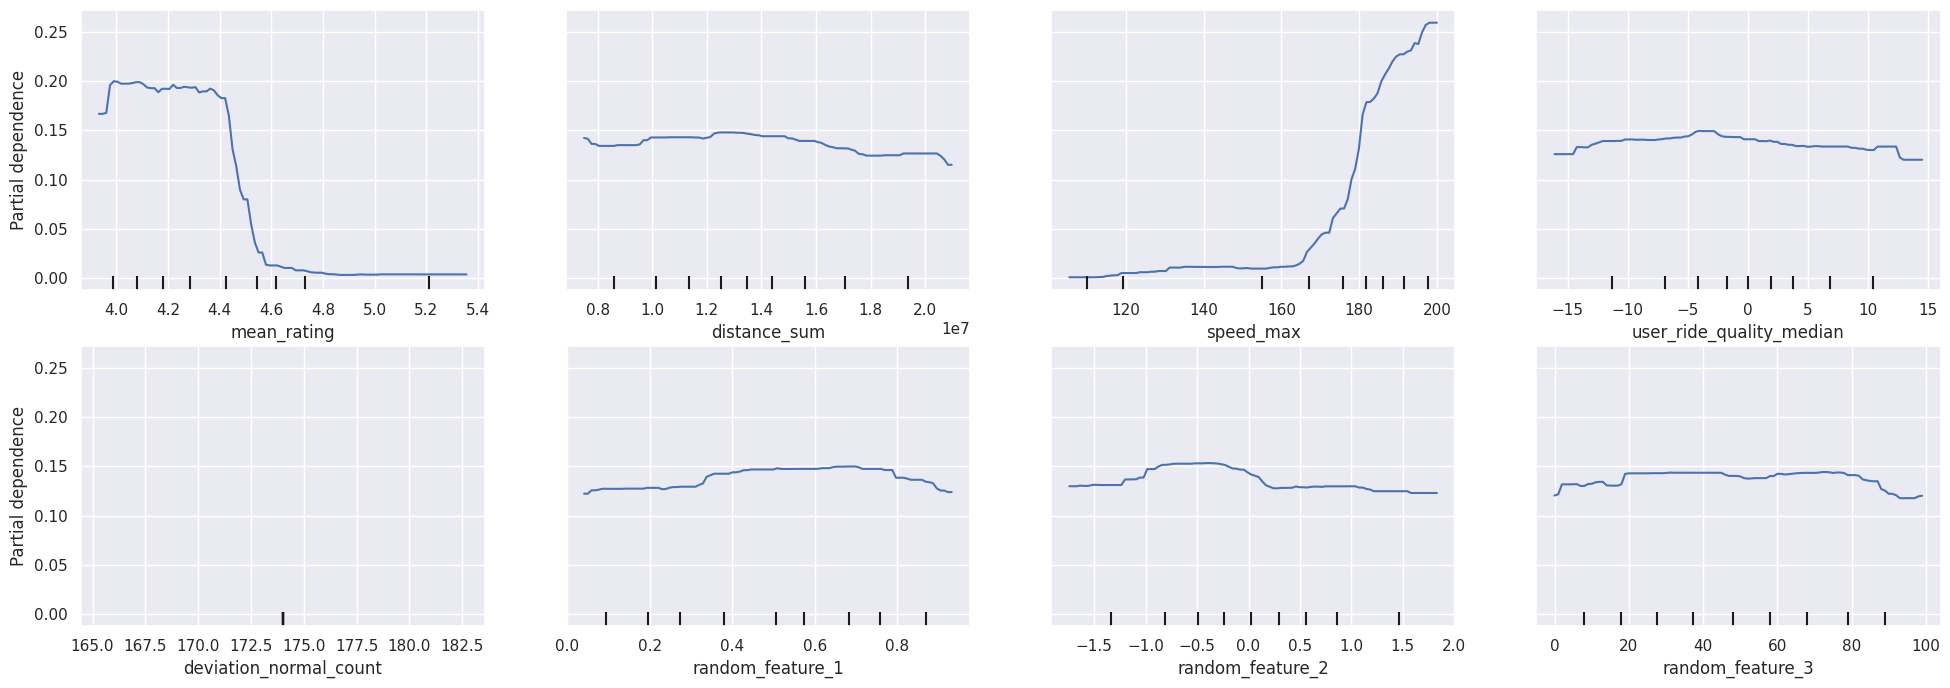 0.25
0.20
0.15
0.10
0.05
0.00
Partial dependence
4.0 4.2 4.4 4.6 4.8 5.0 5.2 5.4
mean_rating
0.8 1.0 1.2 1.4 1.6 1.8 2.0
1e7
distance_sum
120 140 160 180 200
speed_max
−15 −10 −5 0 5 10 15
user_ride_quality_median
0.25
0.20
0.15
0.10
0.05
0.00
Partial dependence
165.0 167.5 170.0 172.5 175.0 177.5 180.0 182.5
deviation_normal_count
0.0 0.2 0.4 0.6 0.8
random_feature_1
−1.5 −1.0 −0.5 0.0 0.5 1.0 1.5 2.0
random_feature_2
0 20 40 60 80 100
random_feature_3